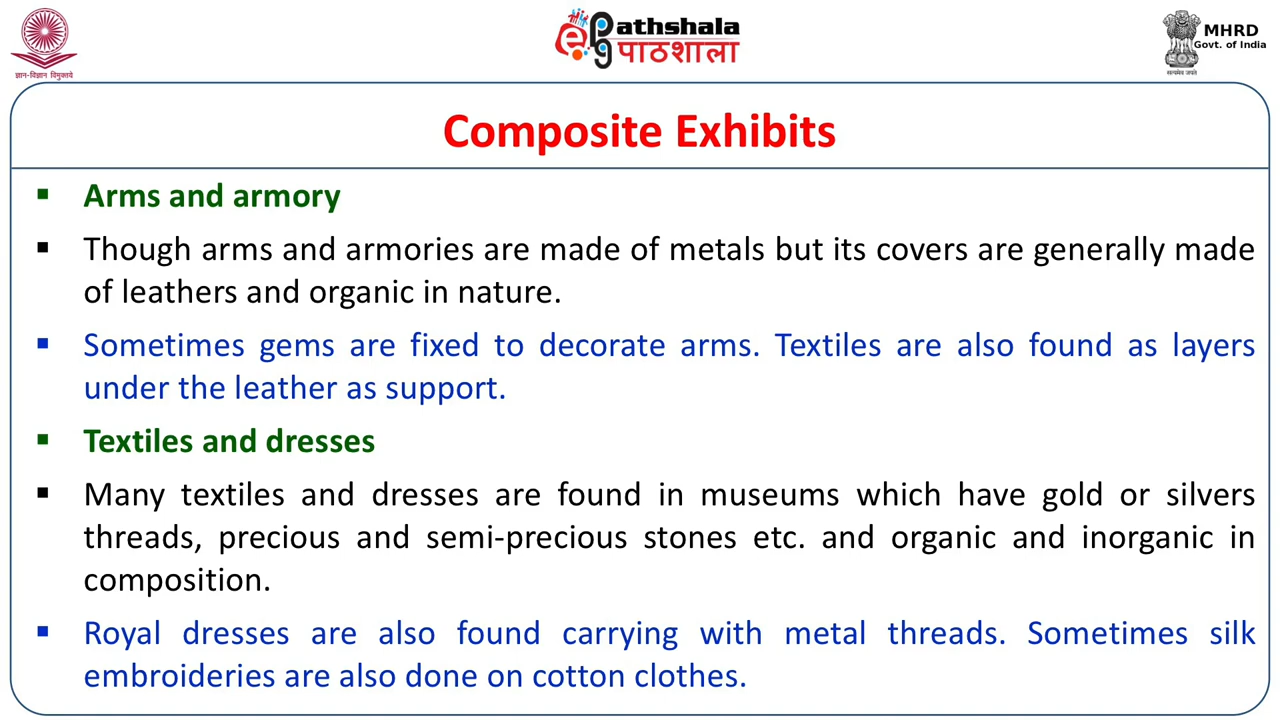 ज्ञान-विज्ञान विमुक्तये
ePathshala
पाठशाला
MHRD
Govt. of India
सत्यमेव जयते
Composite Exhibits
▪ Arms and armory
▪ Though arms and armories are made of metals but its covers are generally made
of leathers and organic in nature.
▪ Sometimes gems are fixed to decorate arms. Textiles are also found as layers
under the leather as support.
▪ Textiles and dresses
▪ Many textiles and dresses are found in museums which have gold or silvers
threads, precious and semi-precious stones etc. and organic and inorganic in
composition.
▪ Royal dresses are also found carrying with metal threads. Sometimes silk
embroideries are also done on cotton clothes.